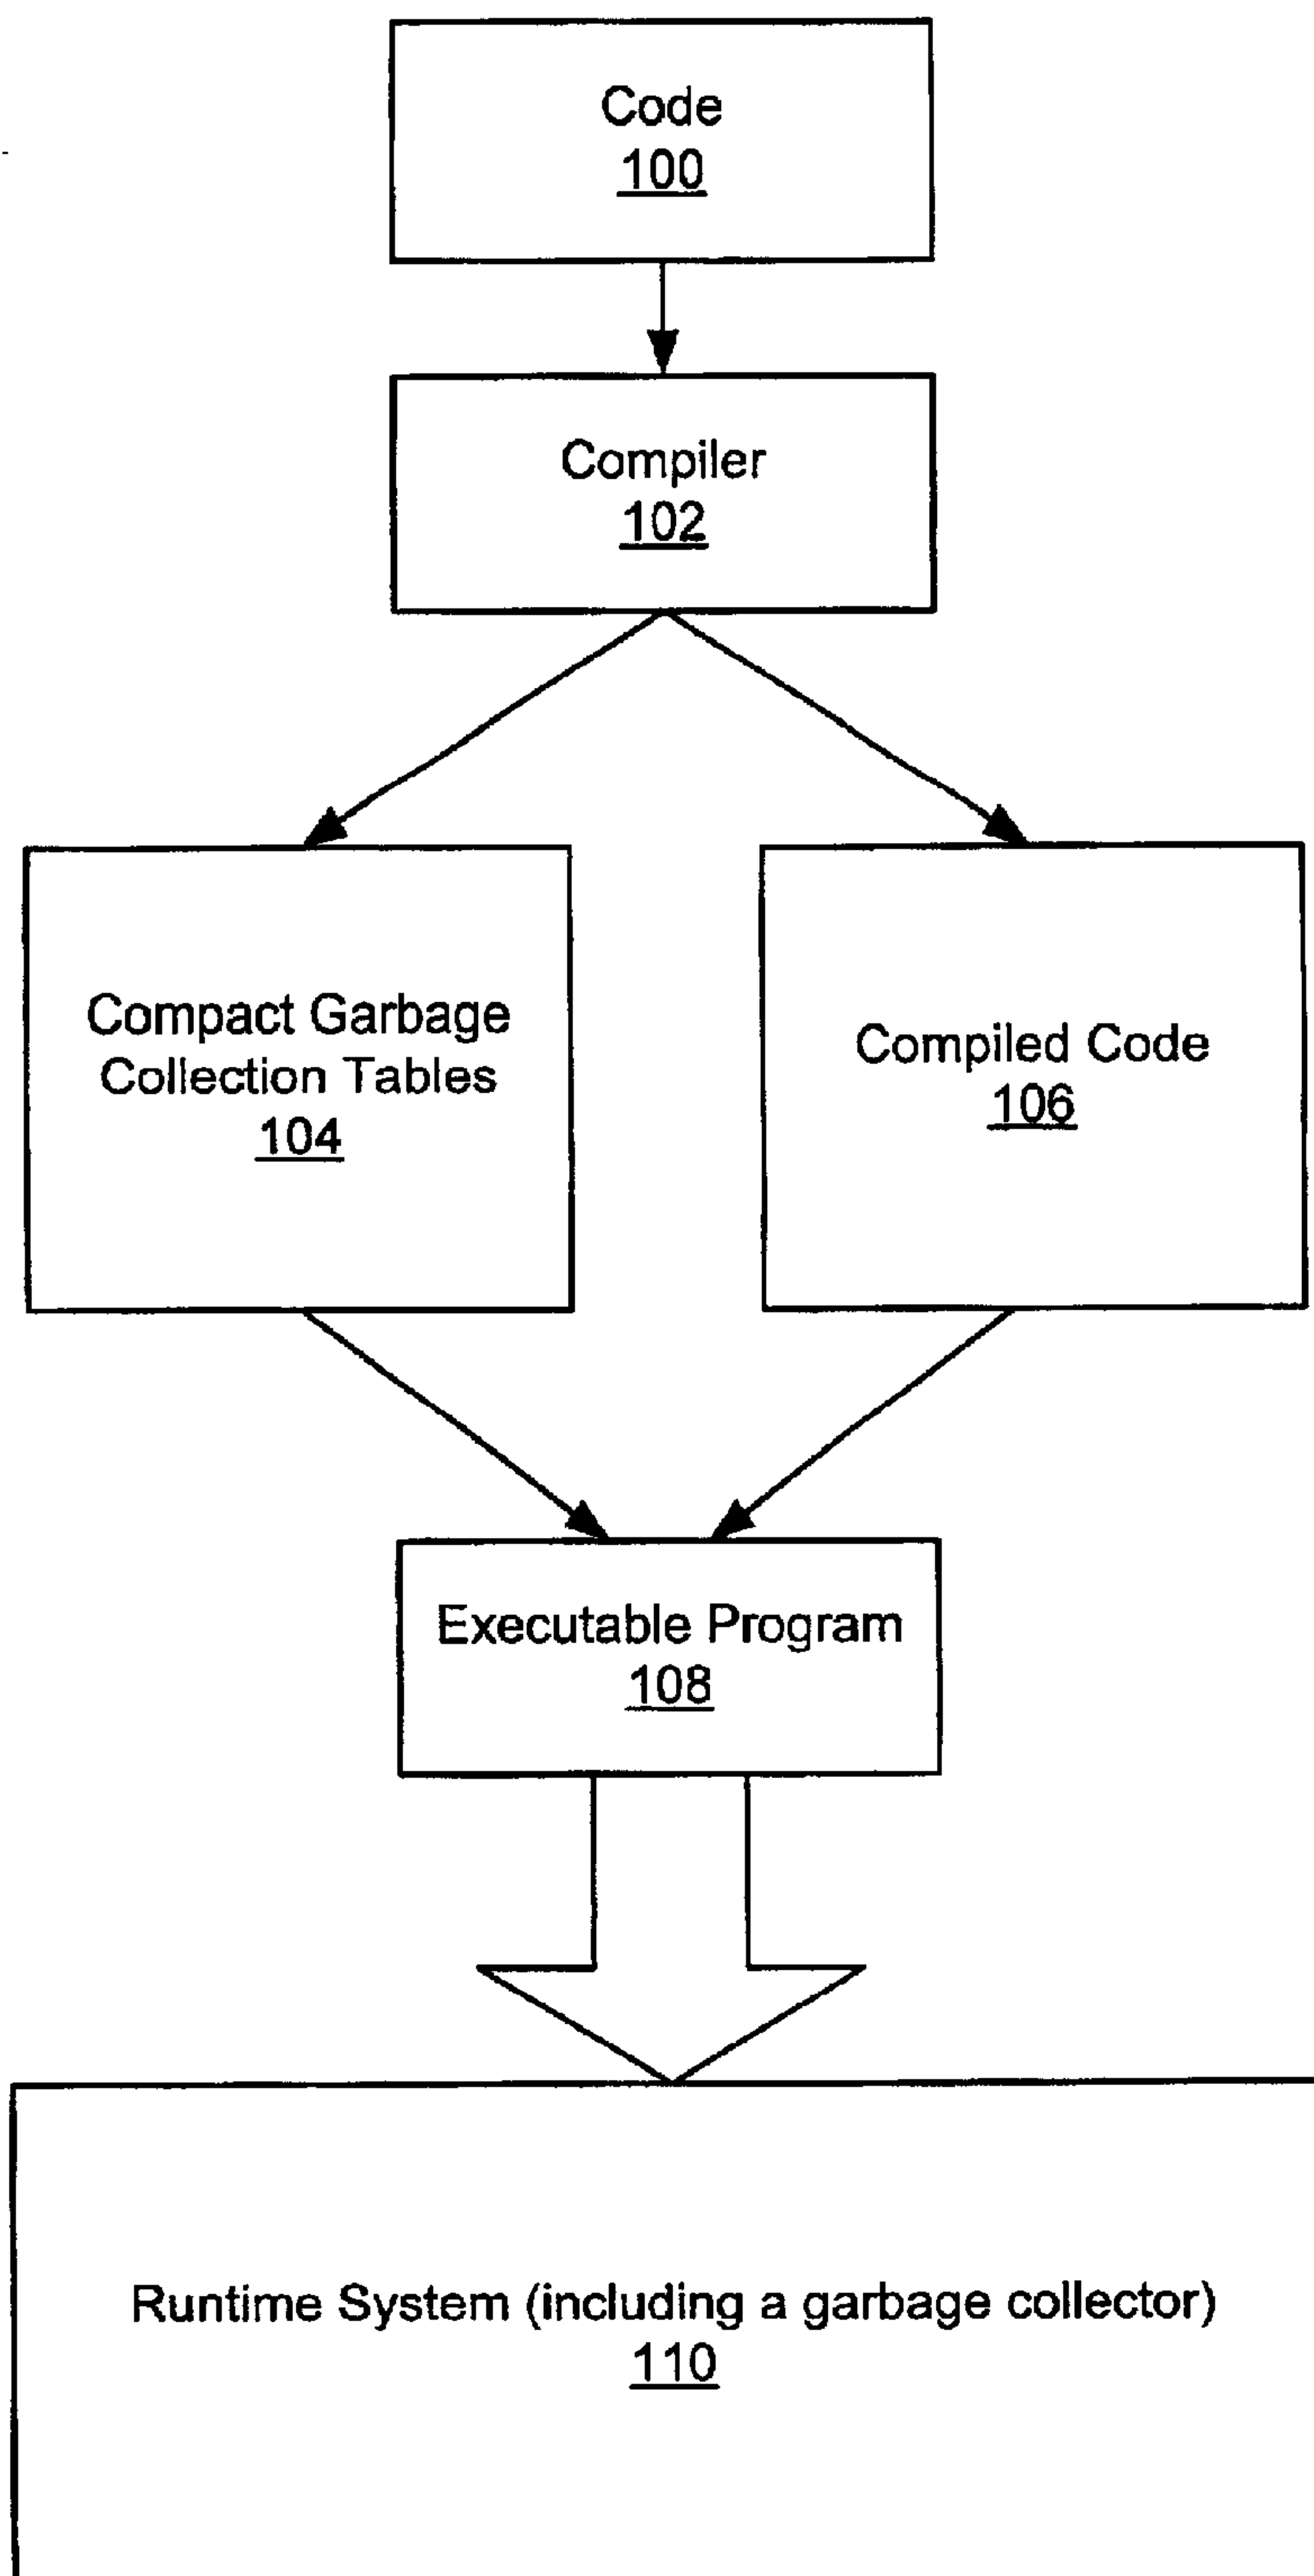 Code
100
Compiler
102
Compact Garbage
Collection Tables
104
Compiled Code
106
Executable Program
108
Runtime System (including a garbage collector)
110